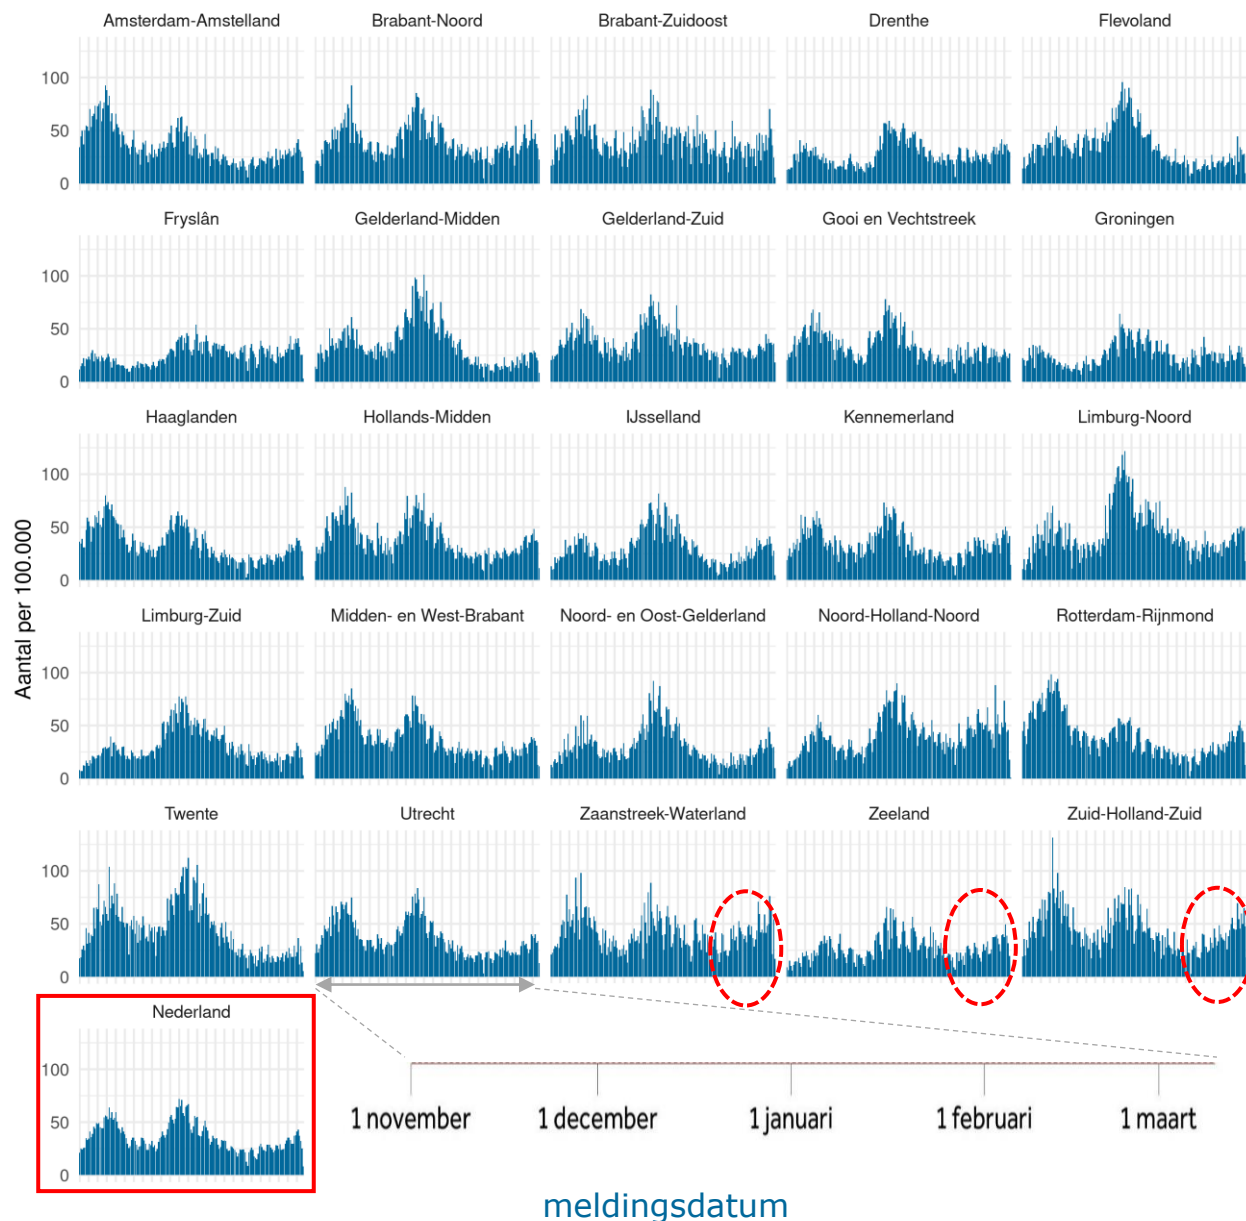 Amsterdam-Amstelland Brabant-Noord Brabant-Zuidoost Drenthe Flevoland
100
50
0
Fryslân Gelderland-Midden Gelderland-Zuid Gooi en Vechtstreek Groningen
100
50
0
Haaglanden Hollands-Midden IJsselland Kennemerland Limburg-Noord
100
50
0
Aantal per 100.000
Limburg-Zuid Midden- en West-Brabant Noord- en Oost-Gelderland Noord-Holland-Noord Rotterdam-Rijnmond
100
50
0
Twente Utrecht Zaanstreek-Waterland Zeeland Zuid-Holland-Zuid
100
50
0
Nederland
100
50
0
1 november 1 december 1 januari 1 februari 1 maart
meldingsdatum